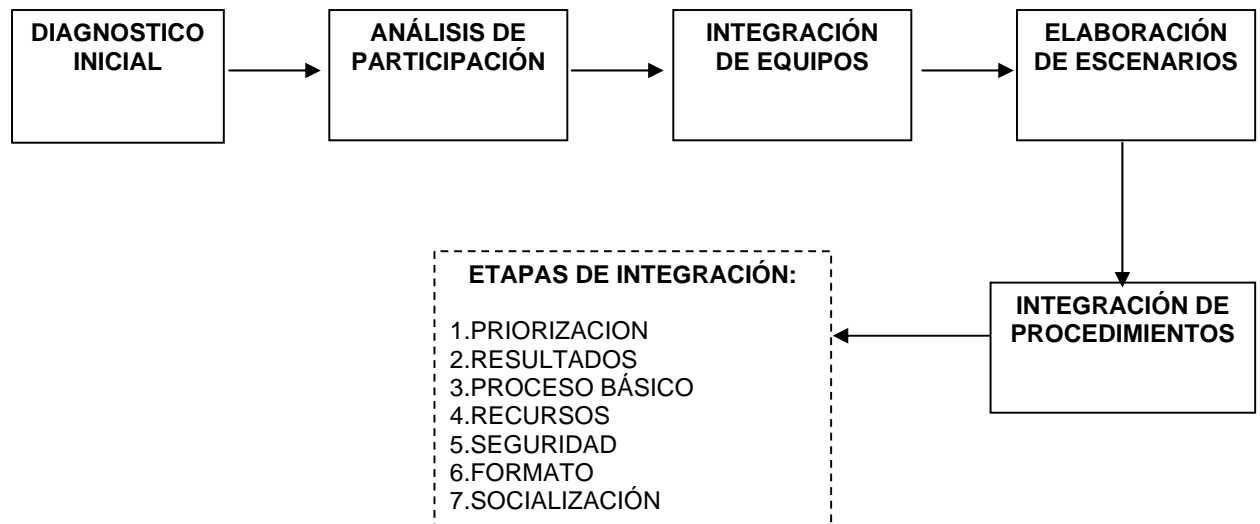 DIAGNOSTICO
INICIAL
ANÁLISIS DE
PARTICIPACIÓN
INTEGRACIÓN
DE EQUIPOS
ELABORACIÓN
DE ESCENARIOS
INTEGRACIÓN DE
PROCEDIMIENTOS
ETAPAS DE INTEGRACIÓN:
1.PRIORIZACION
2.RESULTADOS
3.PROCESO BÁSICO
4.RECURSOS
5.SEGURIDAD
6.FORMATO
7.SOCIALIZACIÓN